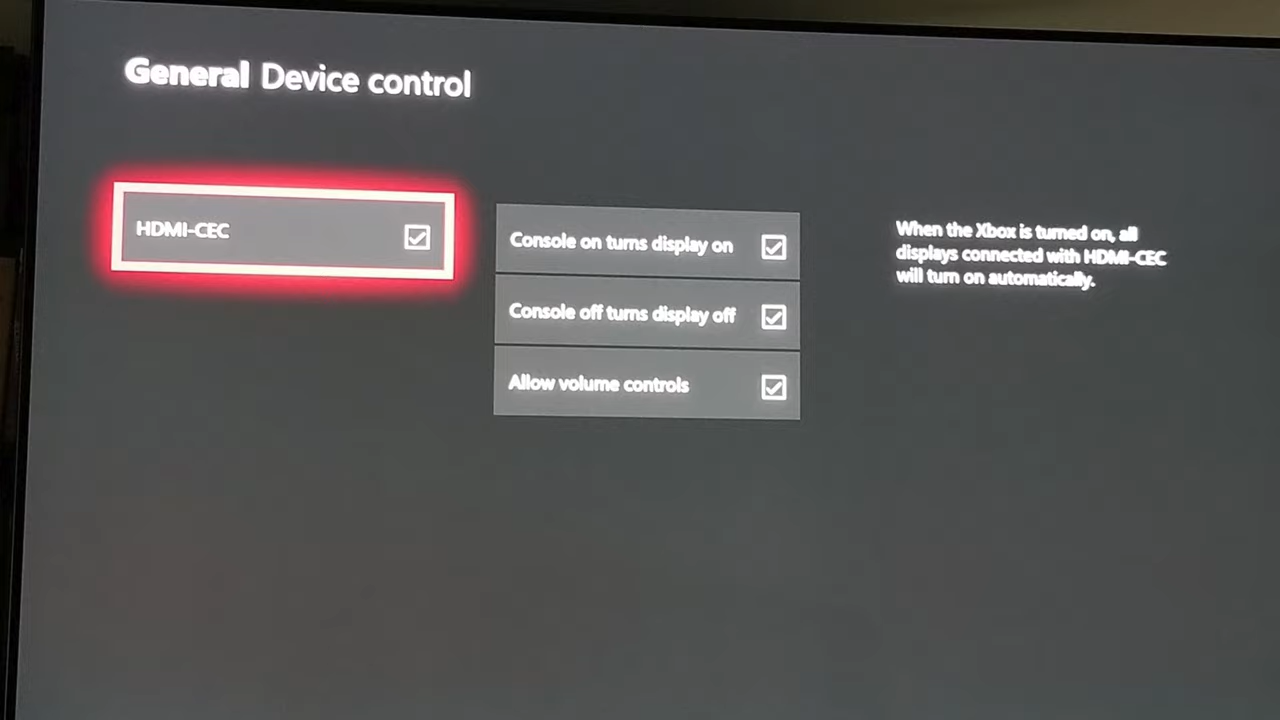 General Device control
HDMI-CEC
Console on turns display on
Console off turns display off
Allow volume controls
When the Xbox is turned on, all
displays connected with HDMI-CEC
will turn on automatically.